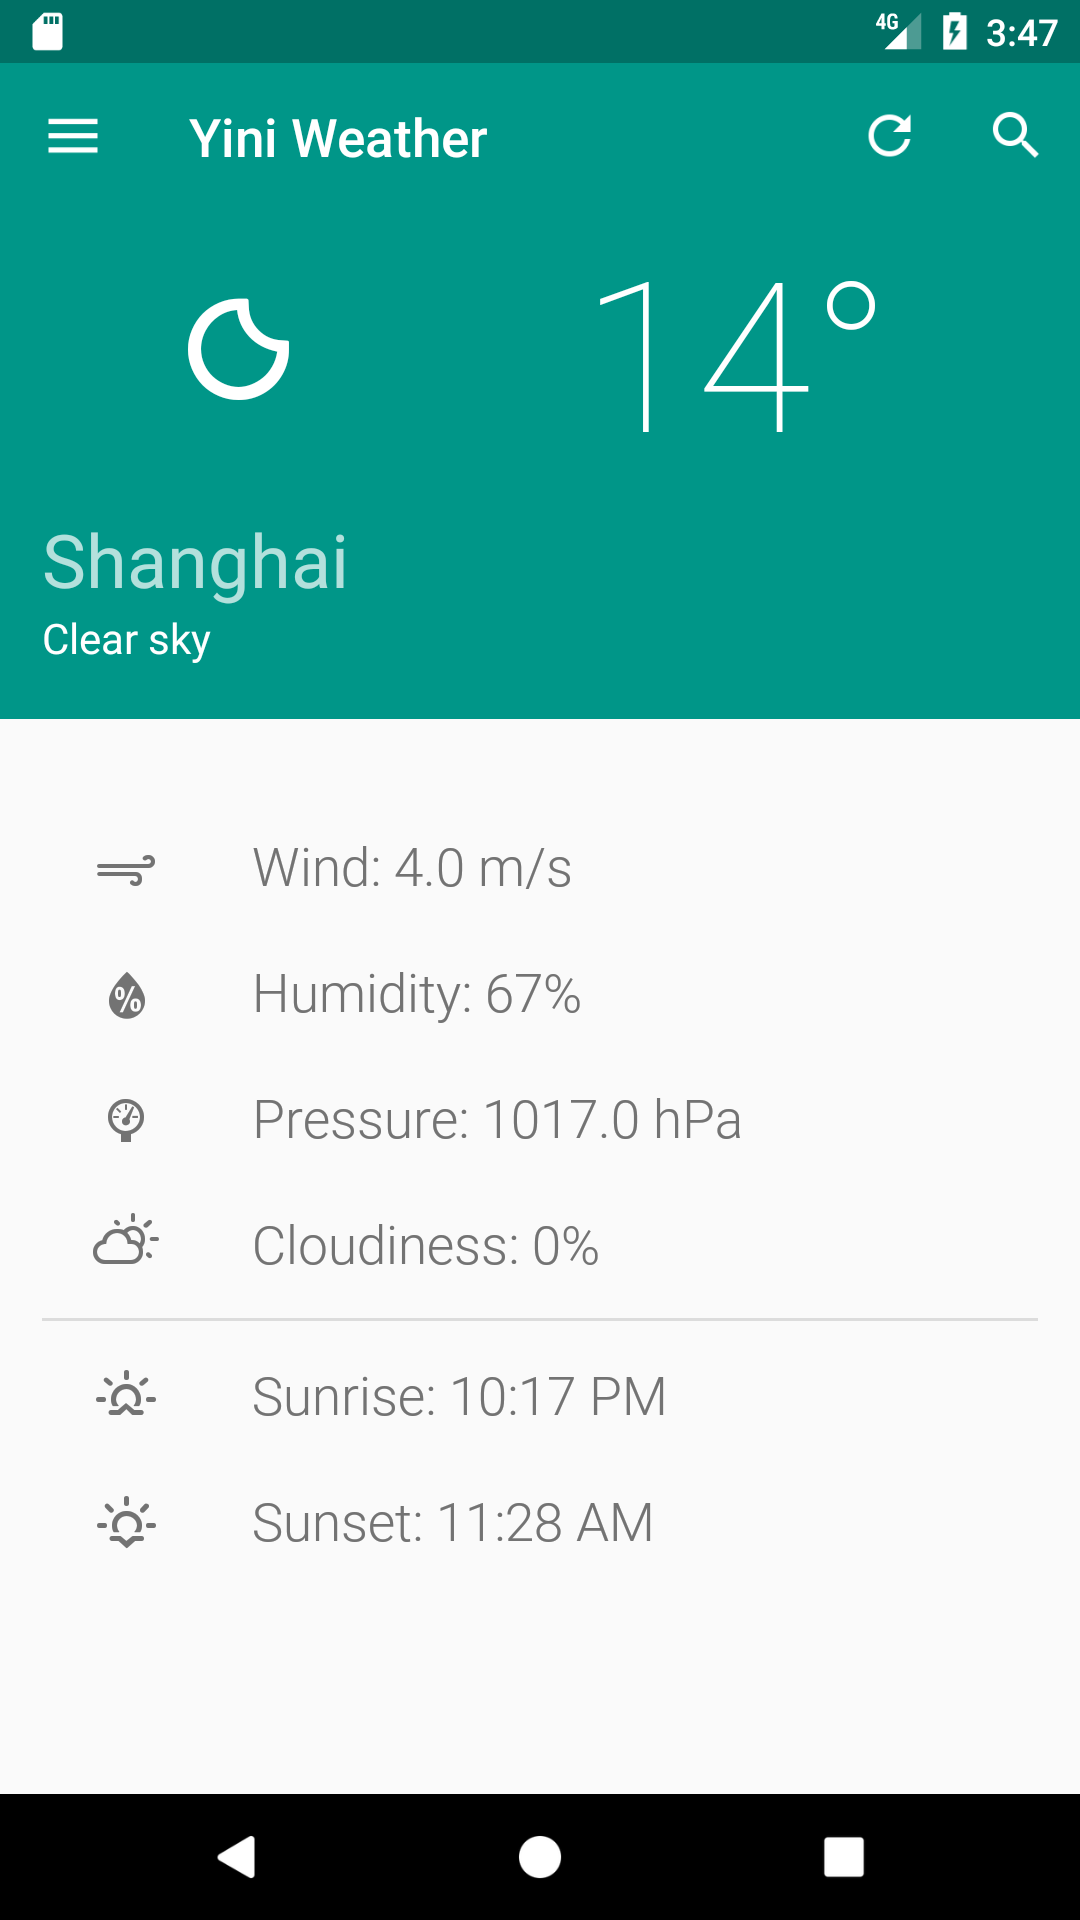 4G 3:47
Yini Weather
14°
Shanghai
Clear sky
Wind: 4.0 m/s
%
Humidity: 67%
Pressure: 1017.0 hPa
Cloudiness: 0%
Sunrise: 10:17 PM
Sunset: 11:28 AM